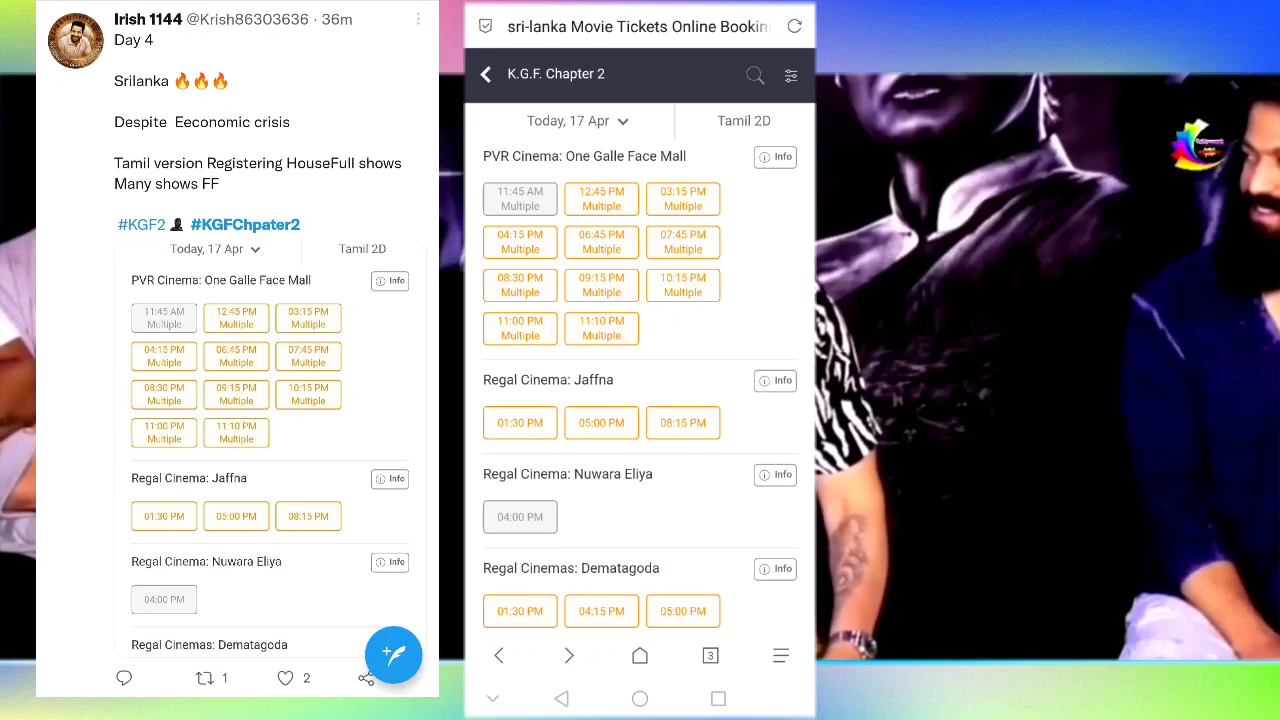 Irish 1144 @Krish86303636 · 36m
Day 4
Srilanka 🔥🔥🔥
Despite Eeconomic crisis
Tamil version Registering HouseFull shows
Many shows FF
#KGF2 #KGFChpater2
Today, 17 Apr
Tamil 2D
PVR Cinema: One Galle Face Mall
Info
11:45 AM 12:45 PM 03:15 PM
Multiple Multiple Multiple
04:15 PM 06:45 PM 07:45 PM
Multiple Multiple Multiple
08:30 PM 09:15 PM 10:15 PM
Multiple Multiple Multiple
11:00 PM 11:10 PM
Multiple Multiple
Regal Cinema: Jaffna
Info
01:30 PM 05:00 PM 08:15 PM
Regal Cinema: Nuwara Eliya
Info
04:00 PM
Regal Cinemas: Dematagoda
1 2
sri-lanka Movie Tickets Online Bookin
K.G.F. Chapter 2
Today, 17 Apr
Tamil 2D
PVR Cinema: One Galle Face Mall
Info
11:45 AM 12:45 PM 03:15 PM
Multiple Multiple Multiple
04:15 PM 06:45 PM 07:45 PM
Multiple Multiple Multiple
08:30 PM 09:15 PM 10:15 PM
Multiple Multiple Multiple
11:00 PM 11:10 PM
Multiple Multiple
Regal Cinema: Jaffna
Info
01:30 PM 05:00 PM 08:15 PM
Regal Cinema: Nuwara Eliya
Info
04:00 PM
Regal Cinemas: Dematagoda
Info
01:30 PM 04:15 PM 05:00 PM
3